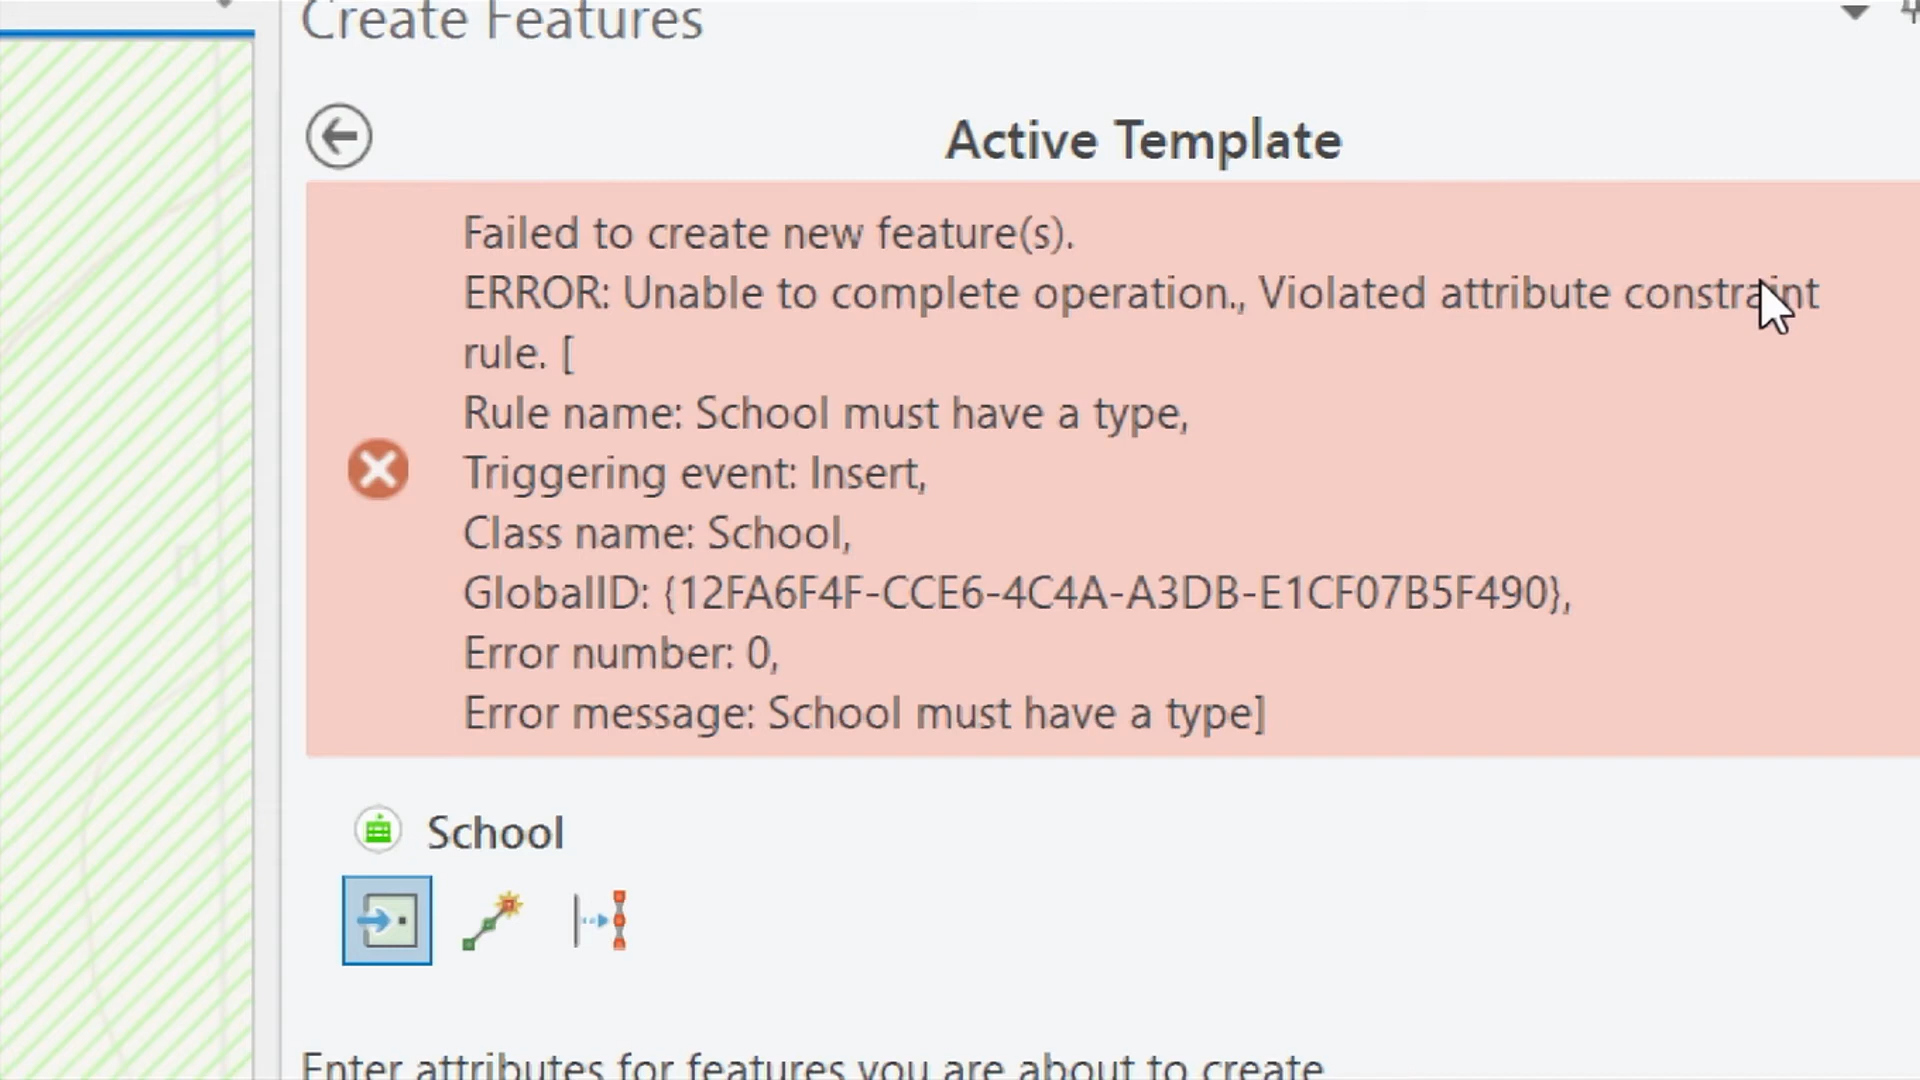 Create Features
Active Template
Failed to create new feature(s).
ERROR: Unable to complete operation., Violated attribute constraint
rule. [
Rule name: School must have a type,
Triggering event: Insert,
Class name: School,
GlobalID: {12FA6F4F-CCE6-4C4A-A3DB-E1CF07B5F490},
Error number: 0,
Error message: School must have a type]
School
Enter attributes for features you are about to create